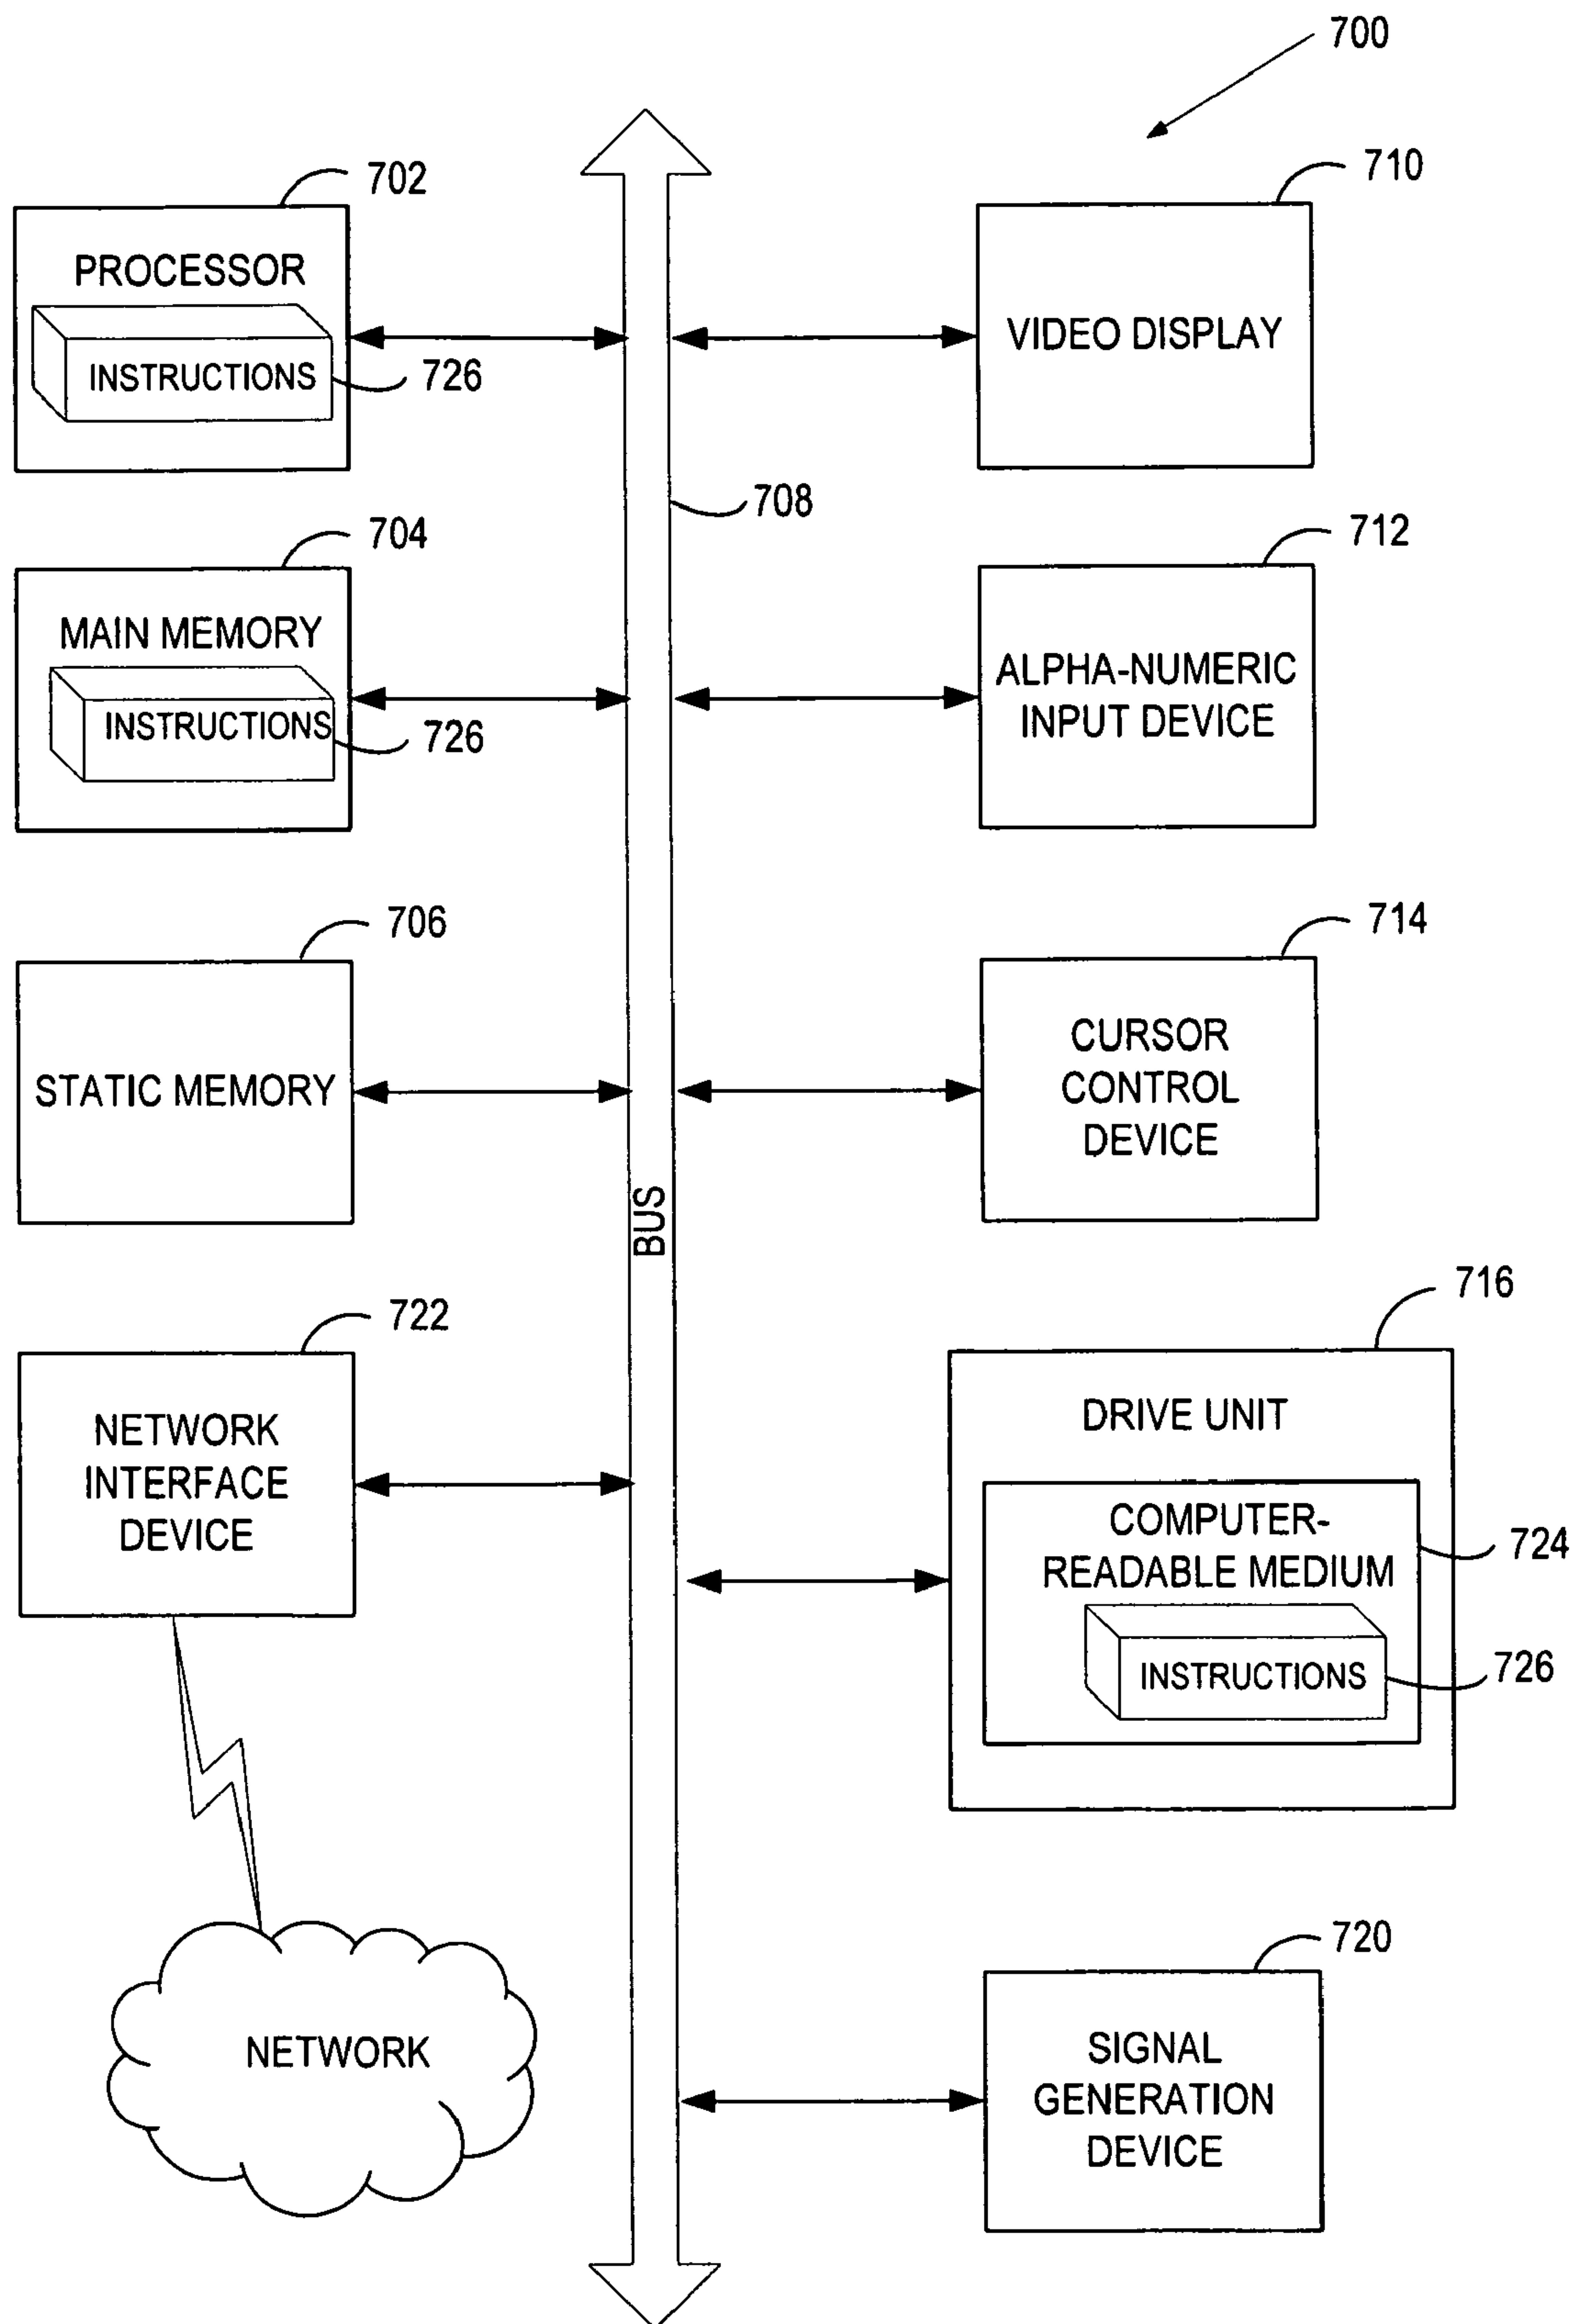 700
702
PROCESSOR
INSTRUCTIONS
726
710
VIDEO DISPLAY
708
704
MAIN MEMORY
INSTRUCTIONS
726
712
ALPHA-NUMERIC
INPUT DEVICE
706
STATIC MEMORY
714
CURSOR
CONTROL
DEVICE
BUS
722
NETWORK
INTERFACE
DEVICE
716
DRIVE UNIT
COMPUTER-
READABLE MEDIUM
724
INSTRUCTIONS
726
NETWORK
720
SIGNAL
GENERATION
DEVICE